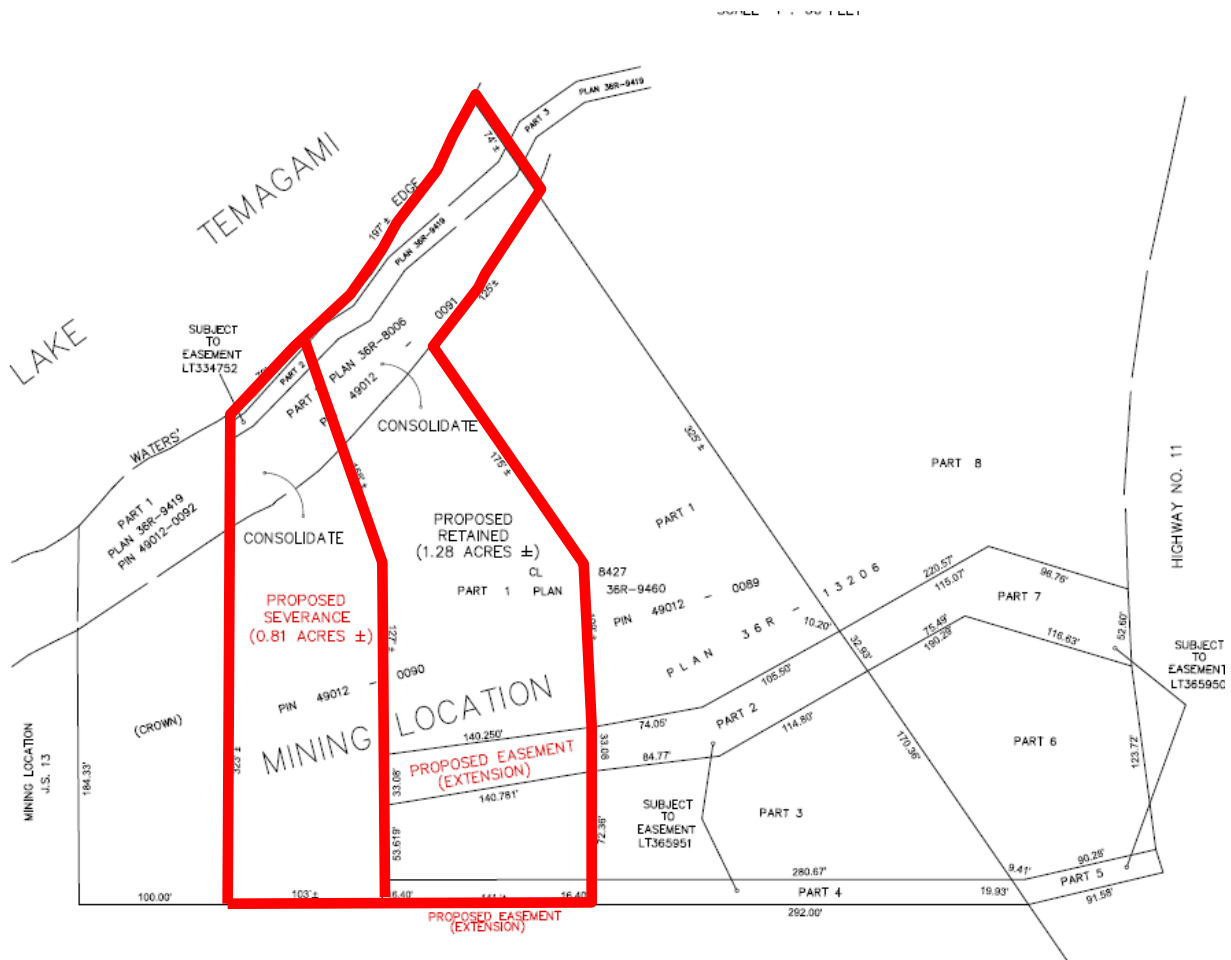 PLAN 36R-9419
PART 3
74'±
LAKE TEMAGAMI
197' ± EDGE
PLAN 36R-9419
SUBJECT
TO
EASEMENT
LT334752
PART 2
PLAN 36R-8006
49012 - 0091
125'±
CONSOLIDATE
WATERS'
PART 1
PLAN 36R-9419
PIN 49012-0092
CONSOLIDATE
175'±
325'±
PROPOSED
RETAINED
(1.28 ACRES ±)
PART 1
PART 8
HIGHWAY NO. 11
CL 8427
PART 1 PLAN 36R-9460
PIN 49012 - 0089
PLAN 36R-13206
PROPOSED
SEVERANCE
(0.81 ACRES ±)
127'±
PIN 49012 - 0090
MINING LOCATION
(CROWN)
MINING LOCATION
J.S. 13
184.33'
323'±
220.57'
115.07'
96.76'
PART 7
10.20'
32.93'
75.49'
190.29'
116.63'
52.60'
SUBJECT
TO
EASEMENT
LT365950
105.50'
74.05'
PART 2
114.80'
84.77'
140.250'
PROPOSED EASEMENT
(EXTENSION)
140.781'
33.08'
33.08
53.619'
72.36'
170.36'
PART 6
123.72'
SUBJECT
TO
EASEMENT
LT365951
PART 3
280.67'
9.41'
90.28'
PART 5
91.58'
100.00'
103'±
16.40'
PART 4
19.93'
292.00'
PROPOSED EASEMENT
(EXTENSION)